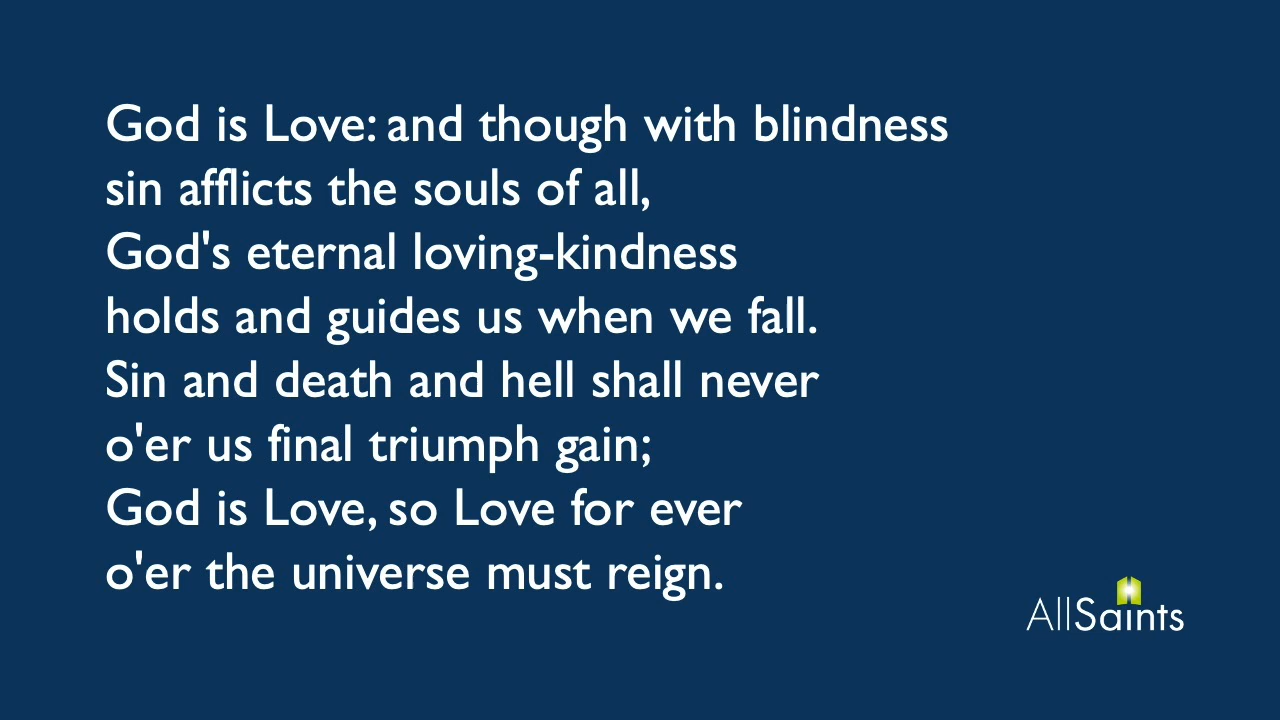 God is Love: and though with blindness
sin afflicts the souls of all,
God's eternal loving-kindness
holds and guides us when we fall.
Sin and death and hell shall never
o'er us final triumph gain;
God is Love, so Love for ever
o'er the universe must reign.
AllSaints